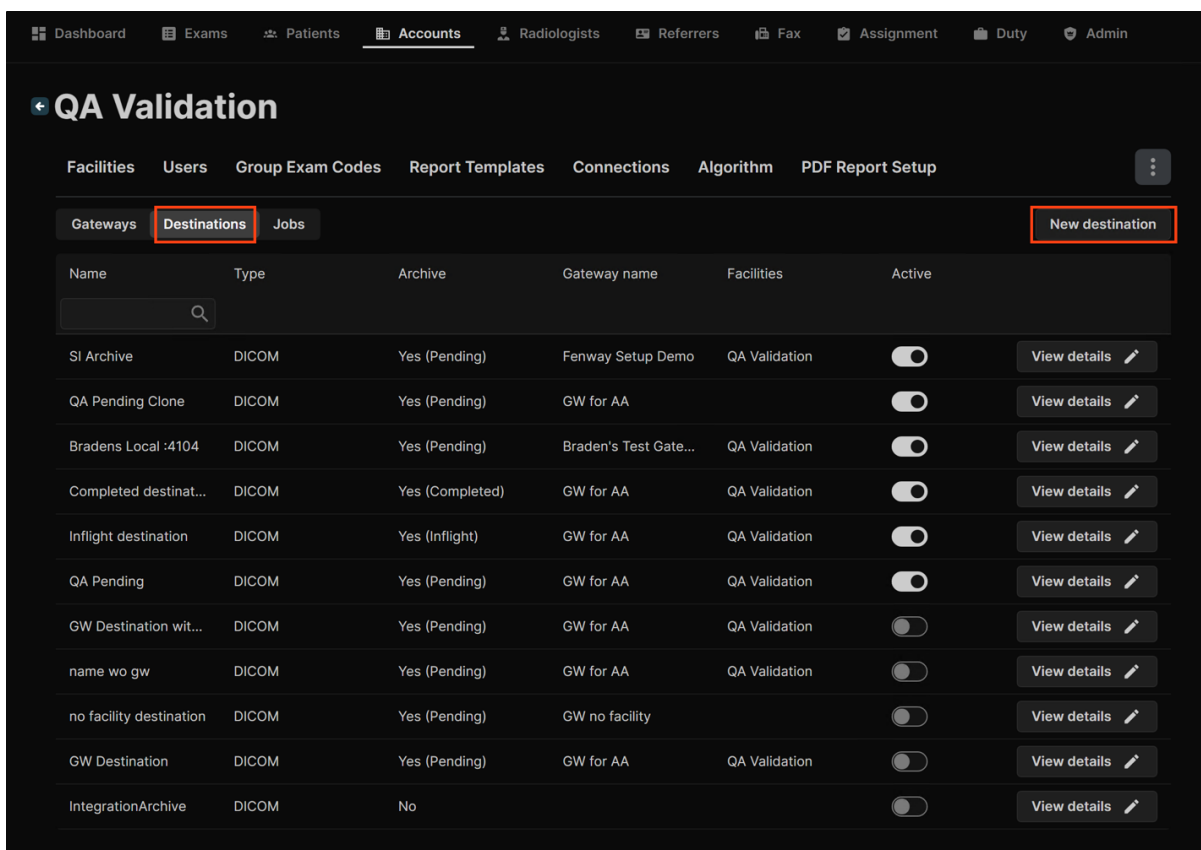 Dashboard Exams Patients Accounts Radiologists Referrers Fax Assignment Duty Admin
QA Validation
Facilities Users Group Exam Codes Report Templates Connections Algorithm PDF Report Setup
Gateways Destinations Jobs New destination
Name Type Archive Gateway name Facilities Active
SI Archive DICOM Yes (Pending) Fenway Setup Demo QA Validation View details
QA Pending Clone DICOM Yes (Pending) GW for AA View details
Bradens Local :4104 DICOM Yes (Pending) Braden's Test Gate... QA Validation View details
Completed destinat... DICOM Yes (Completed) GW for AA QA Validation View details
Inflight destination DICOM Yes (Inflight) GW for AA QA Validation View details
QA Pending DICOM Yes (Pending) GW for AA QA Validation View details
GW Destination wit... DICOM Yes (Pending) GW for AA QA Validation View details
name wo gw DICOM Yes (Pending) GW for AA QA Validation View details
no facility destination DICOM Yes (Pending) GW no facility View details
GW Destination DICOM Yes (Pending) GW for AA QA Validation View details
IntegrationArchive DICOM No View details